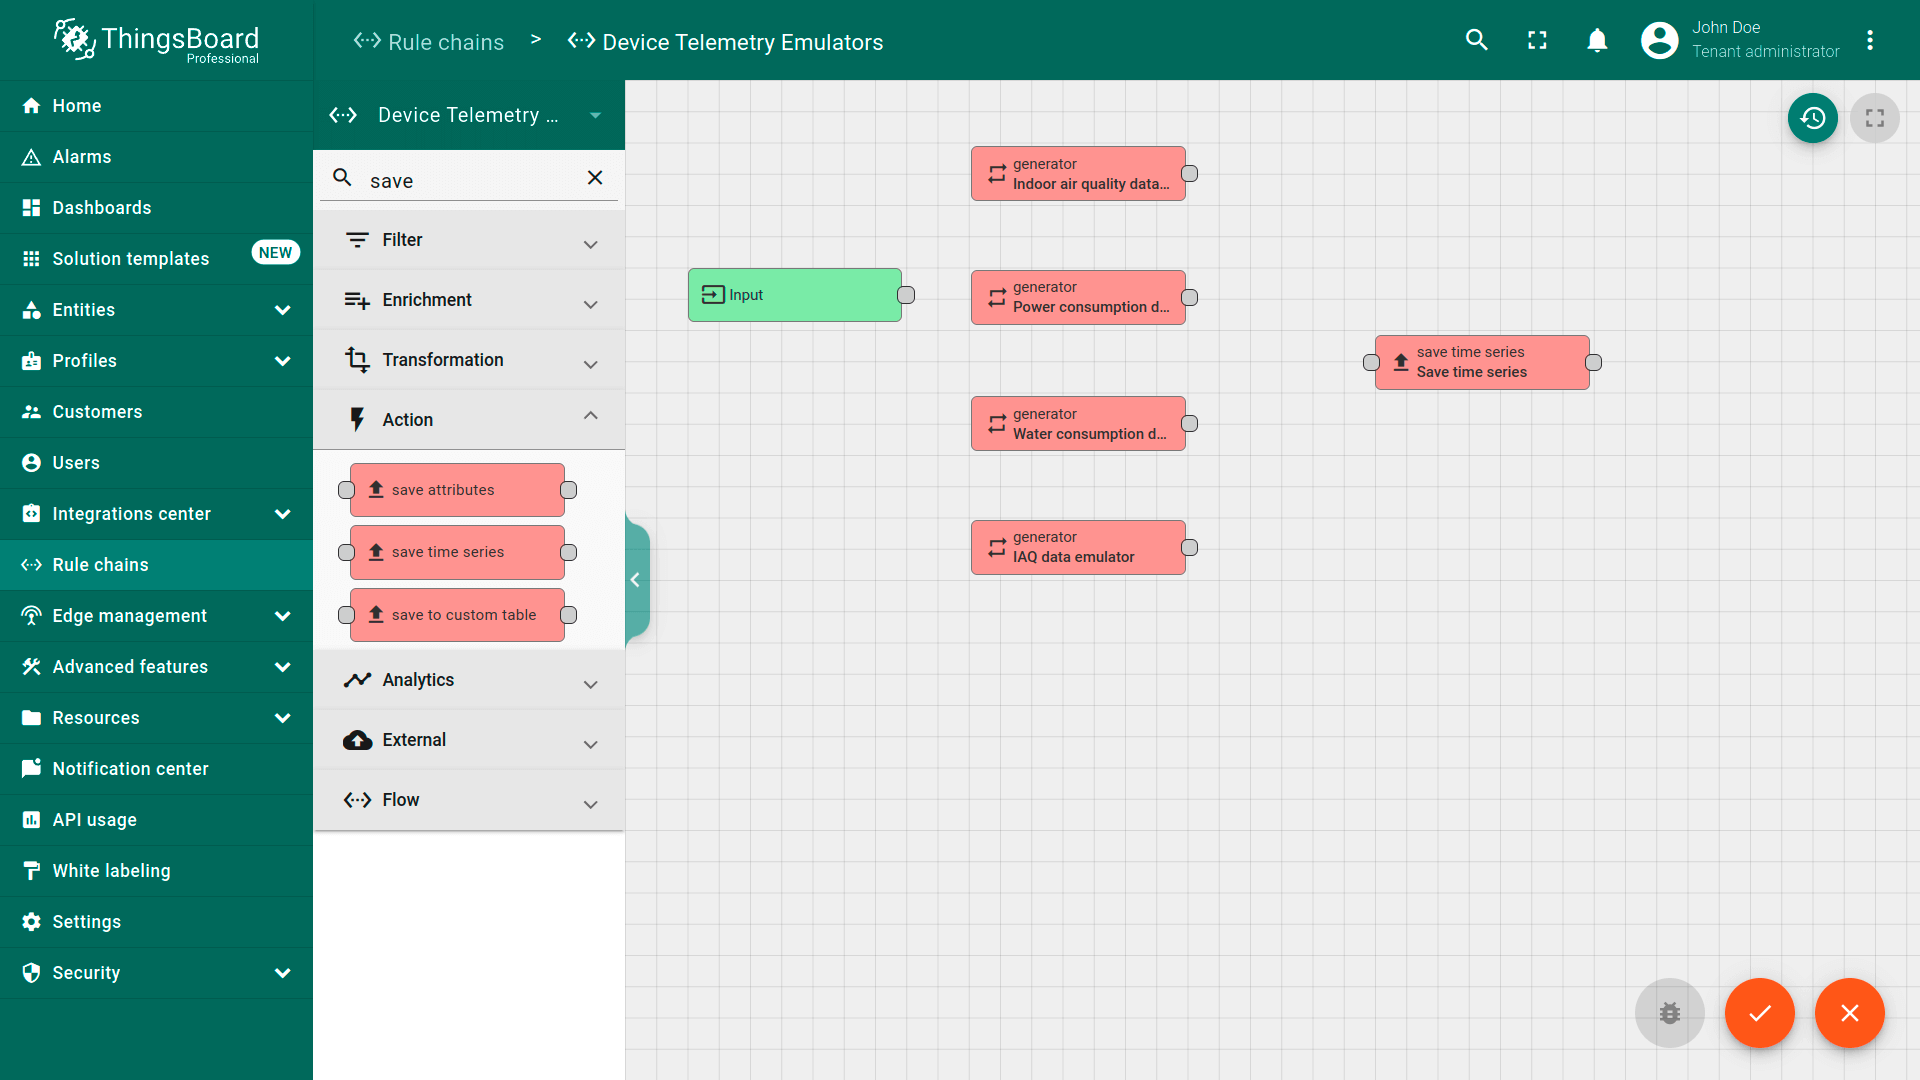 ThingsBoard
Professional
Rule chains > Device Telemetry Emulators
John Doe
Tenant administrator
Home
Alarms
Dashboards
Solution templates NEW
Entities
Profiles
Customers
Users
Integrations center
Rule chains
Edge management
Advanced features
Resources
Notification center
API usage
White labeling
Settings
Security
Device Telemetry ...
save
Filter
Enrichment
Transformation
Action
save attributes
save time series
save to custom table
Analytics
External
Flow
Input
generator
Indoor air quality data...
generator
Power consumption d...
generator
Water consumption d...
generator
IAQ data emulator
save time series
Save time series